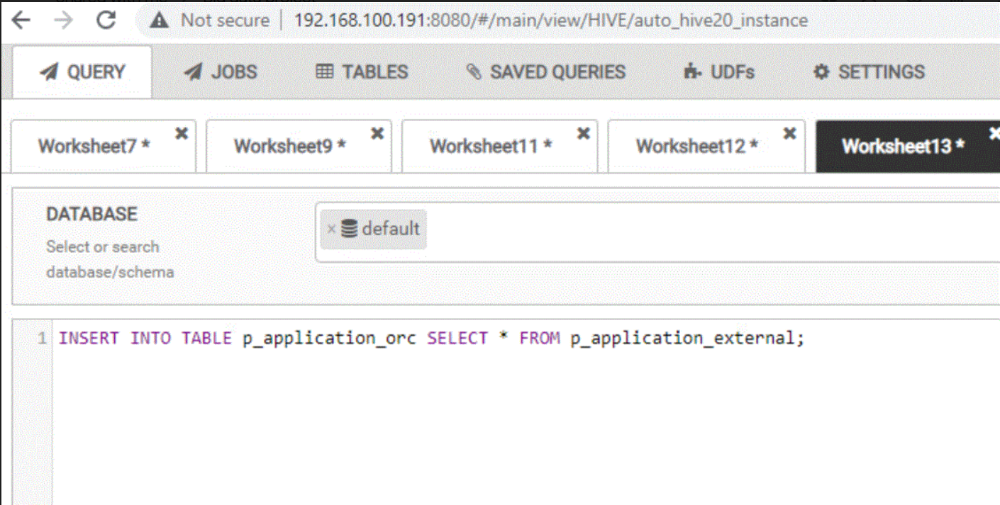 Not secure | 192.168.100.191:8080/#/main/view/HIVE/auto_hive20_instance
QUERY JOBS TABLES SAVED QUERIES UDFs SETTINGS
Worksheet7 * Worksheet9 * Worksheet11 * Worksheet12 * Worksheet13 *
DATABASE
× default
Select or search
database/schema
1 INSERT INTO TABLE p_application_orc SELECT * FROM p_application_external;